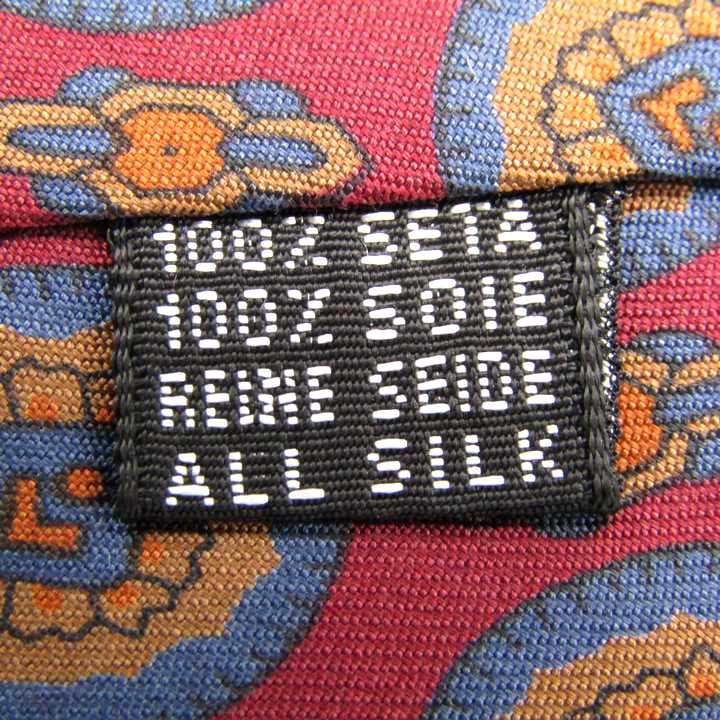 100% SETA
100% SOIE
REINE SEIDE
ALL SILK